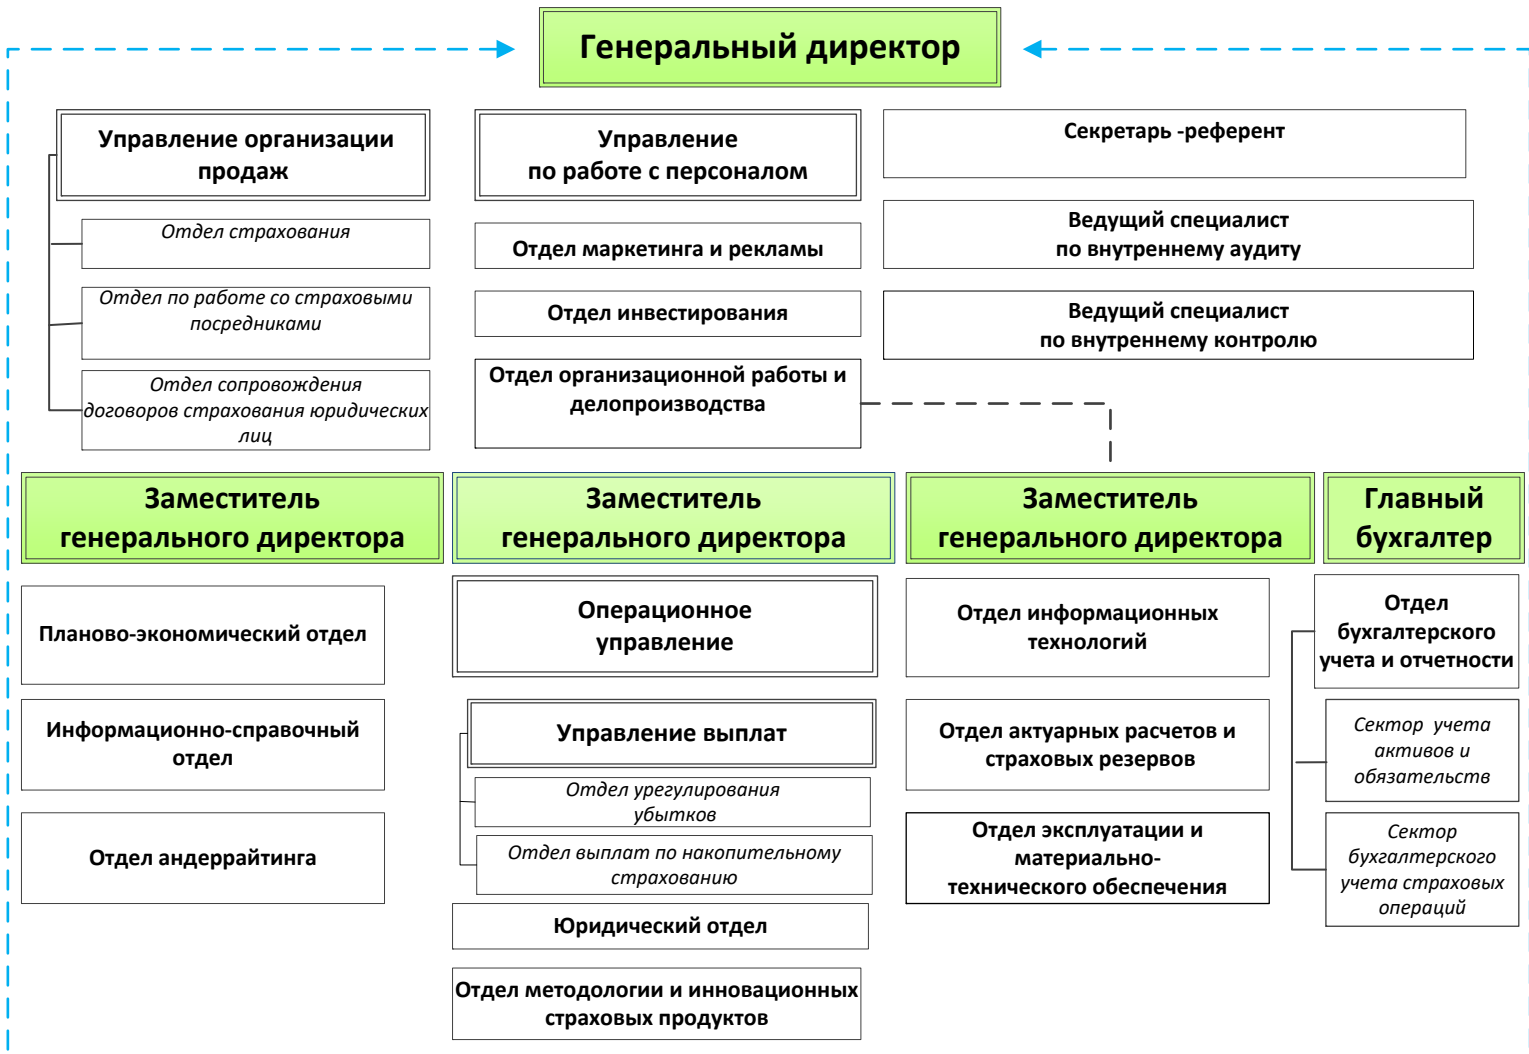 Генеральный директор
Управление организации
продаж
Отдел страхования
Отдел по работе со страховыми
посредниками
Отдел сопровождения
договоров страхования юридических
лиц
Управление
по работе с персоналом
Отдел маркетинга и рекламы
Отдел инвестирования
Отдел организационной работы и
делопроизводства
Секретарь -референт
Ведущий специалист
по внутреннему аудиту
Ведущий специалист
по внутреннему контролю
Заместитель
генерального директора
Планово-экономический отдел
Информационно-справочный
отдел
Отдел андеррайтинга
Заместитель
генерального директора
Операционное
управление
Управление выплат
Отдел урегулирования
убытков
Отдел выплат по накопительному
страхованию
Юридический отдел
Отдел методологии и инновационных
страховых продуктов
Заместитель
генерального директора
Отдел информационных
технологий
Отдел актуарных расчетов и
страховых резервов
Отдел эксплуатации и
материально-
технического обеспечения
Главный
бухгалтер
Отдел
бухгалтерского
учета и отчетности
Сектор учета
активов и
обязательств
Сектор
бухгалтерского
учета страховых
операций